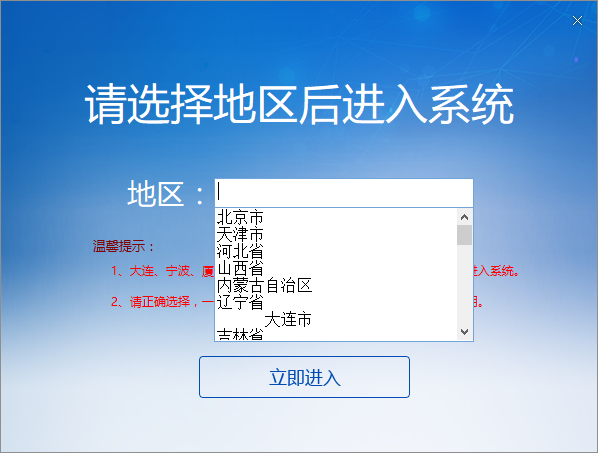 请选择地区后进入系统
地区：
北京市
天津市
河北省
山西省
内蒙古自治区
辽宁省
大连市
吉林省
温馨提示：
1、大连、宁波、厦
进入系统。
2、请正确选择，一
用。
立即进入